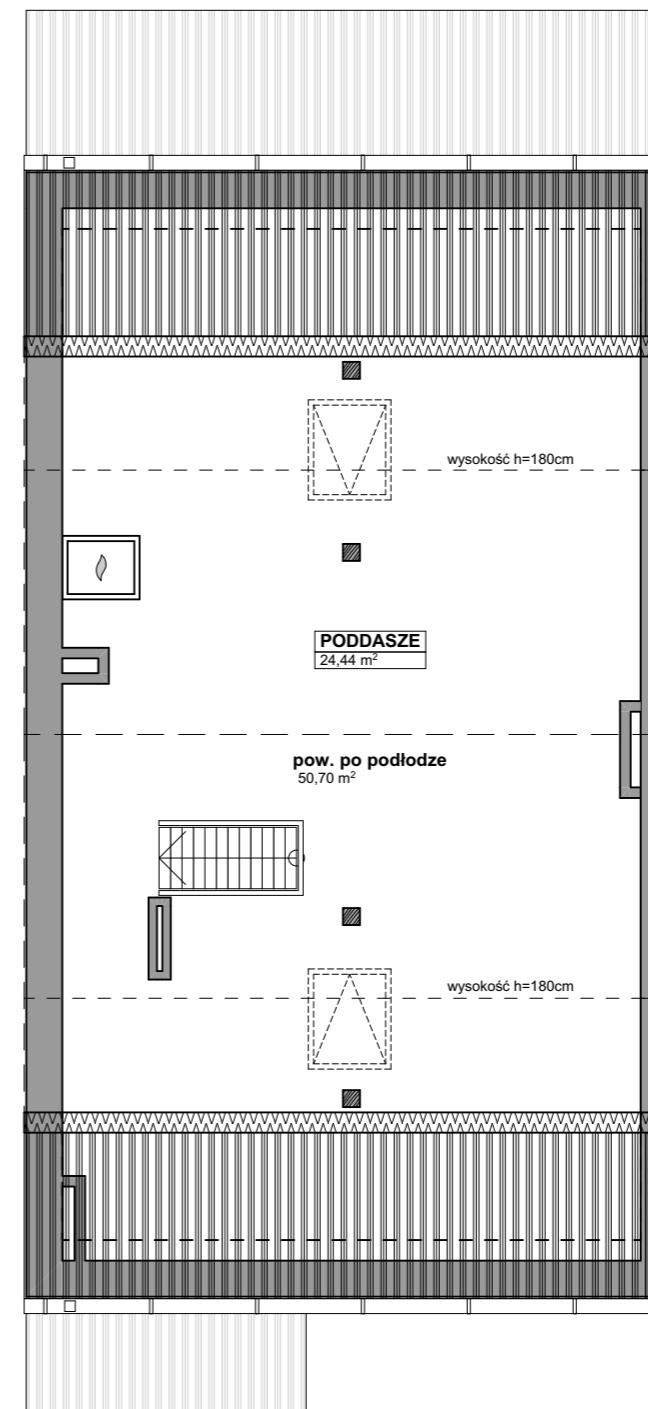 wysokość h=180cm
PODDASZE
24,44 m²
pow. po podłodze
50,70 m²
wysokość h=180cm